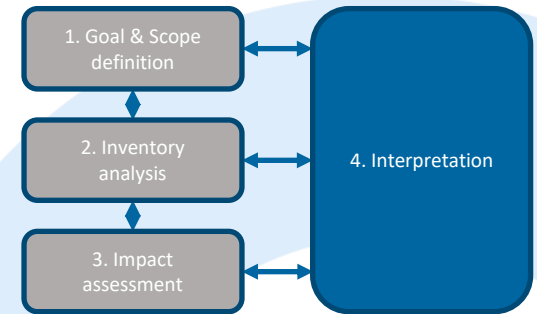 1. Goal & Scope
definition
2. Inventory
analysis
4. Interpretation
3. Impact
assessment